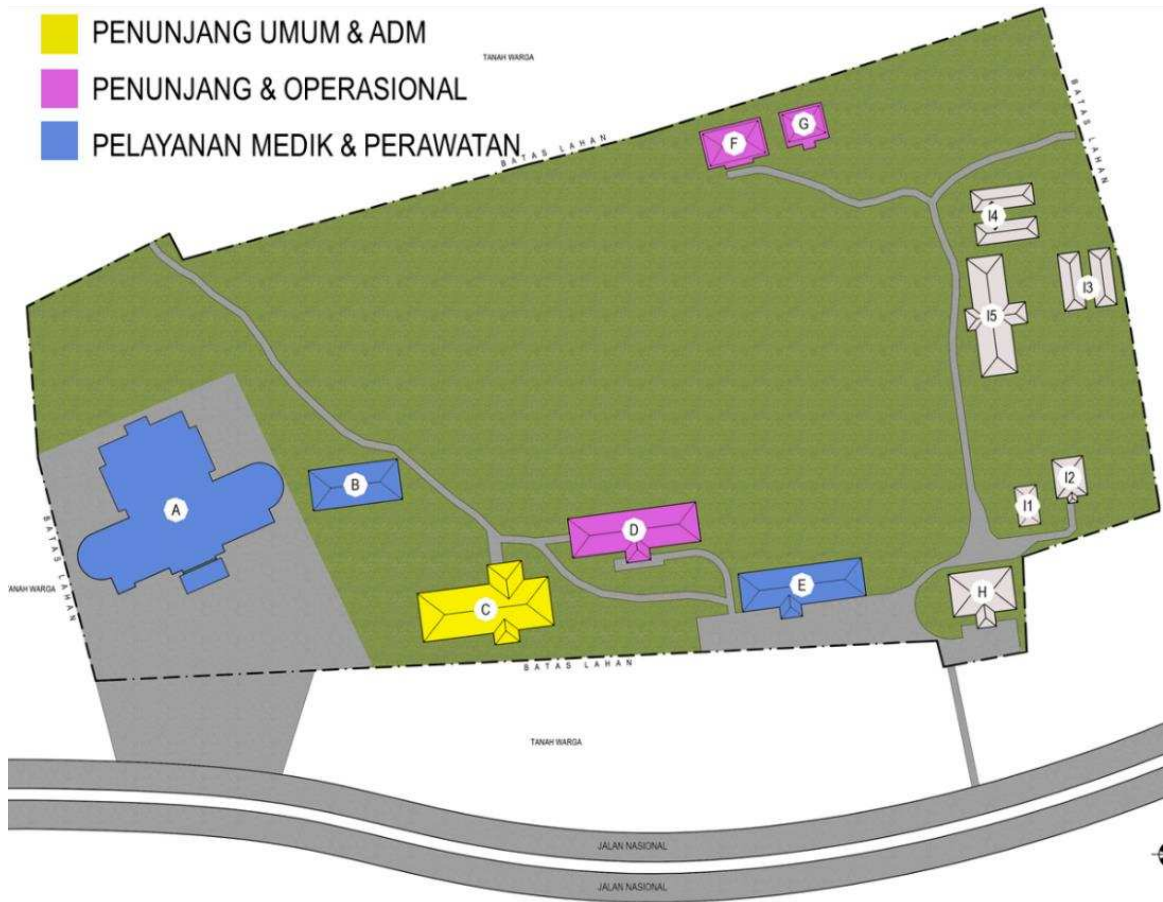 PENUNJANG UMUM & ADM
PENUNJANG & OPERASIONAL
PELAYANAN MEDIK & PERAWATAN
TANAH WARGA
BATAS LAHAN
BATAS LAHAN
F
G
I4
I3
I5
A
B
I1
I2
D
E
H
C
BATAS LAHAN
TANAH WARGA
BATAS LAHAN
TANAH WARGA
JALAN NASIONAL
JALAN NASIONAL